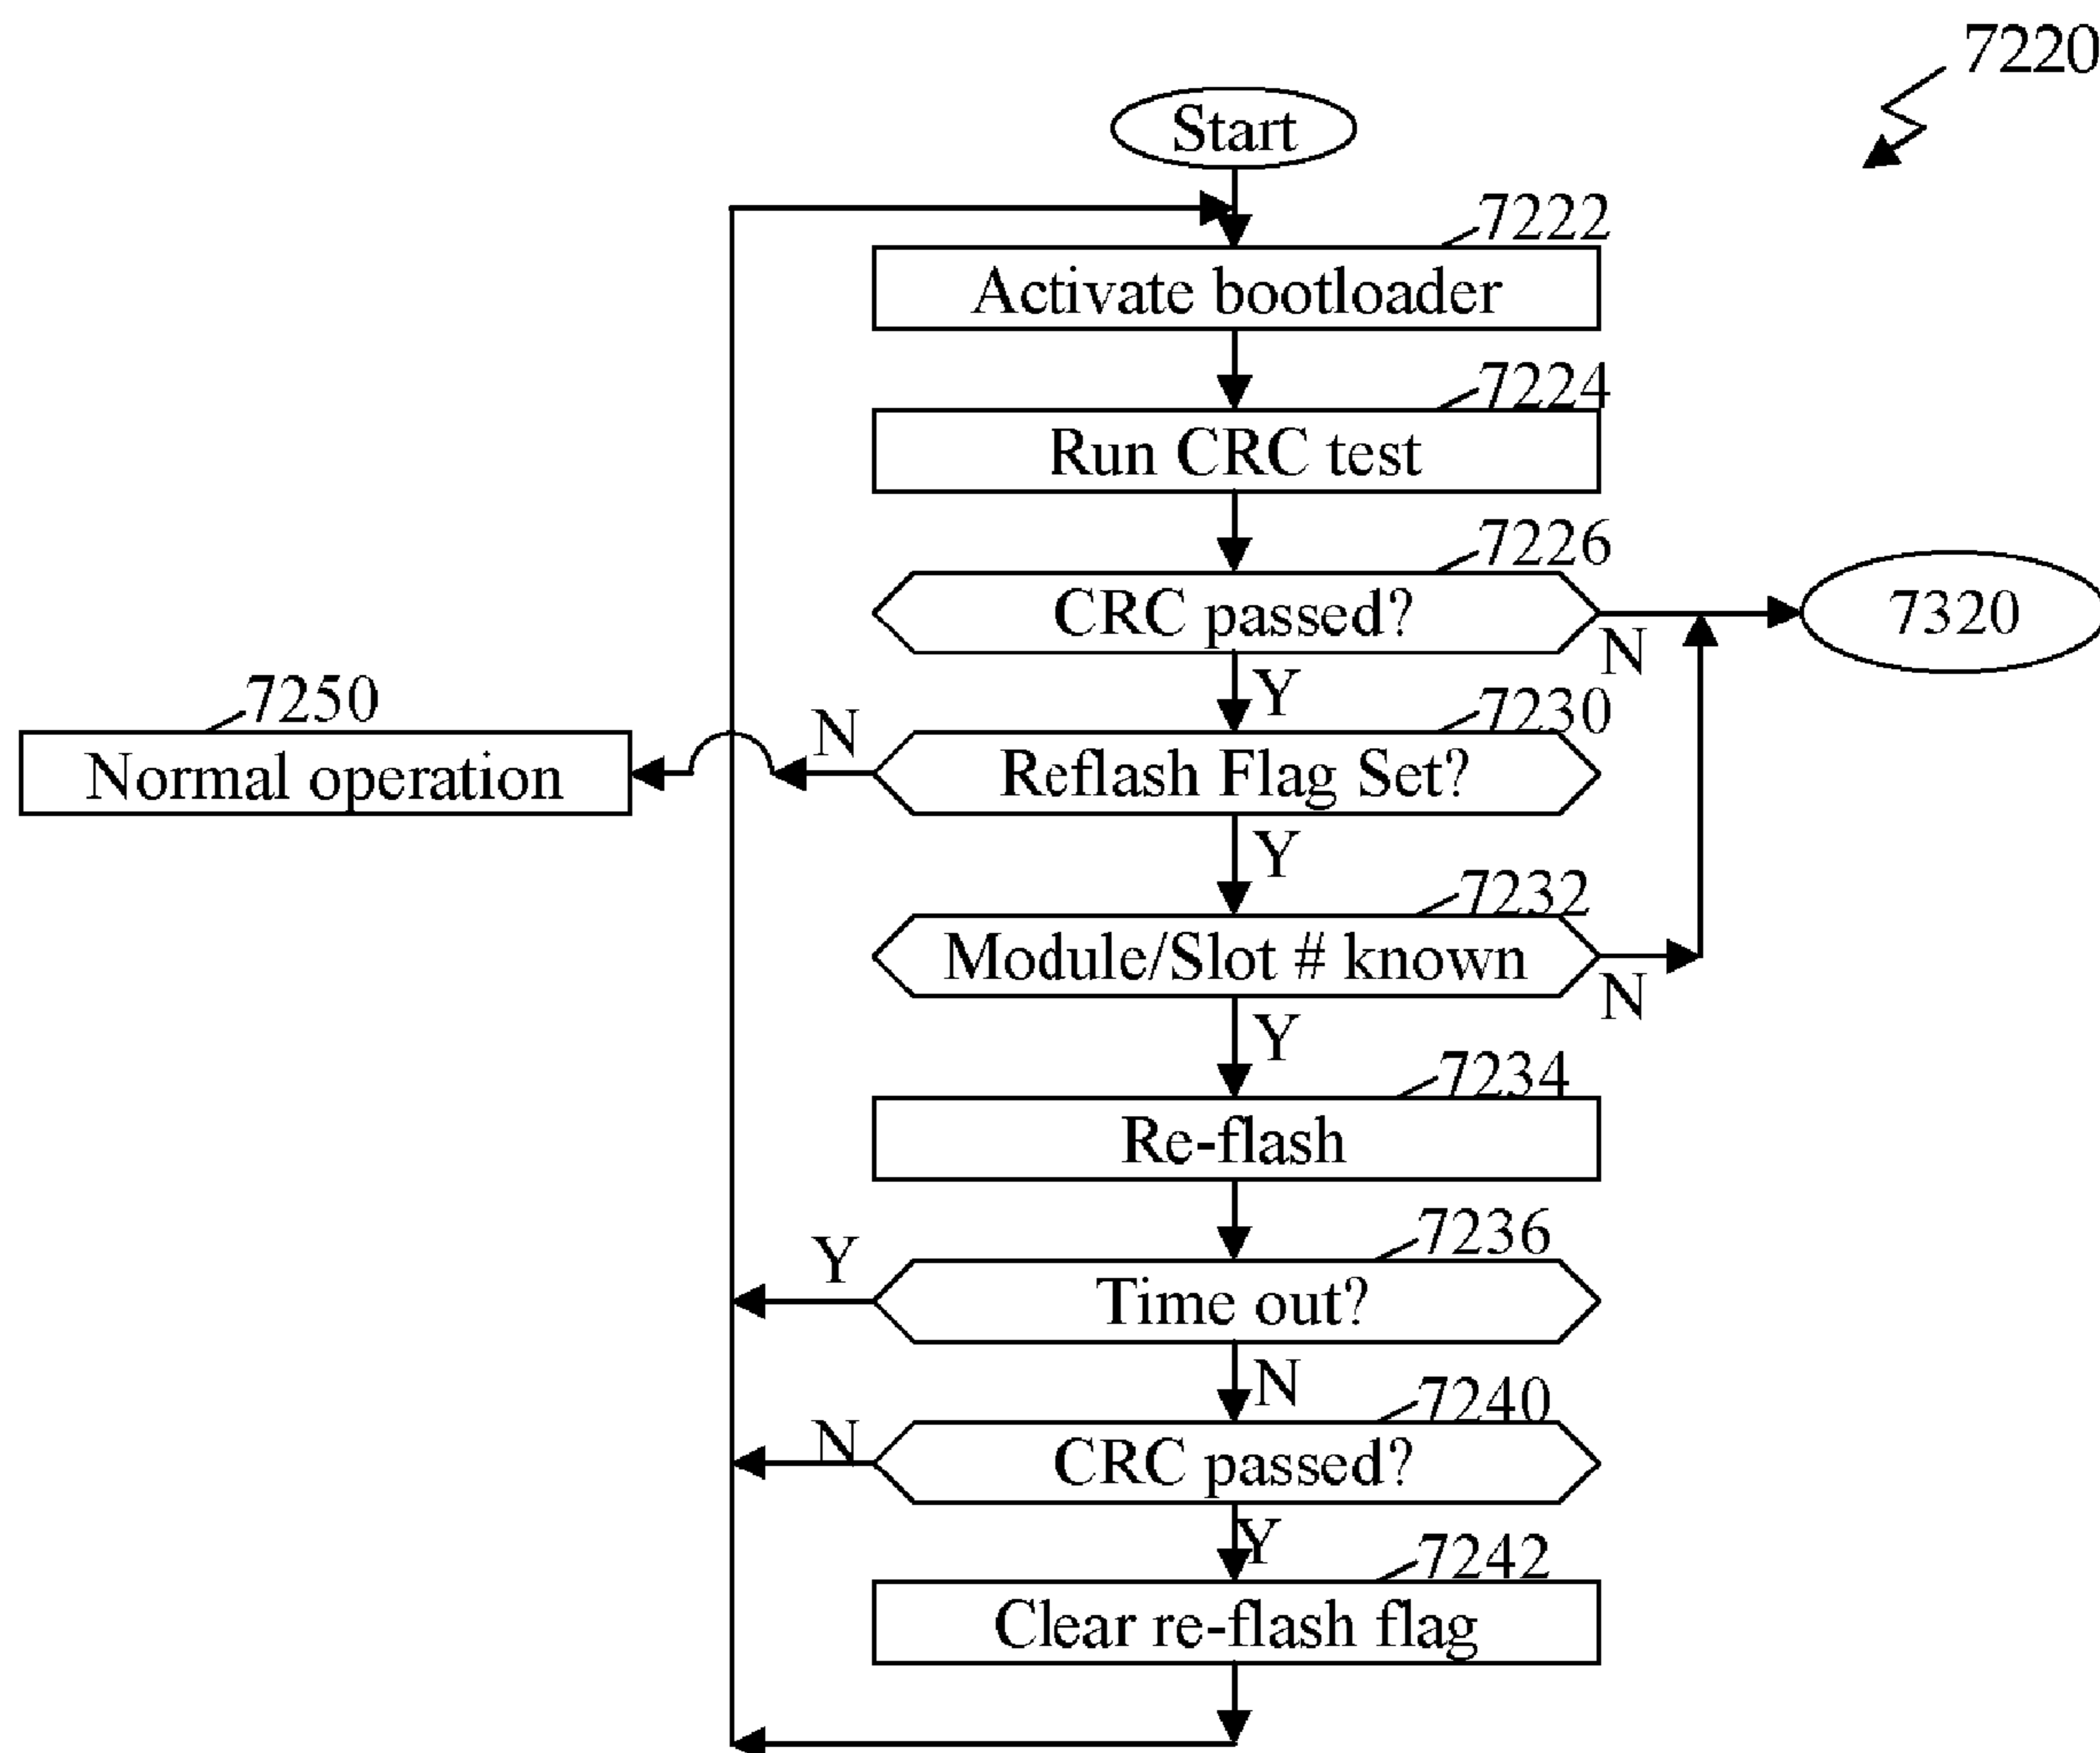 7220
Start
7222
Activate bootloader
7224
Run CRC test
7226
CRC passed?
N
7320
Y
7250
Normal operation
N
7230
Reflash Flag Set?
Y
7232
Module/Slot # known
N
Y
7234
Re-flash
7236
Y
Time out?
N
7240
N
CRC passed?
Y
7242
Clear re-flash flag